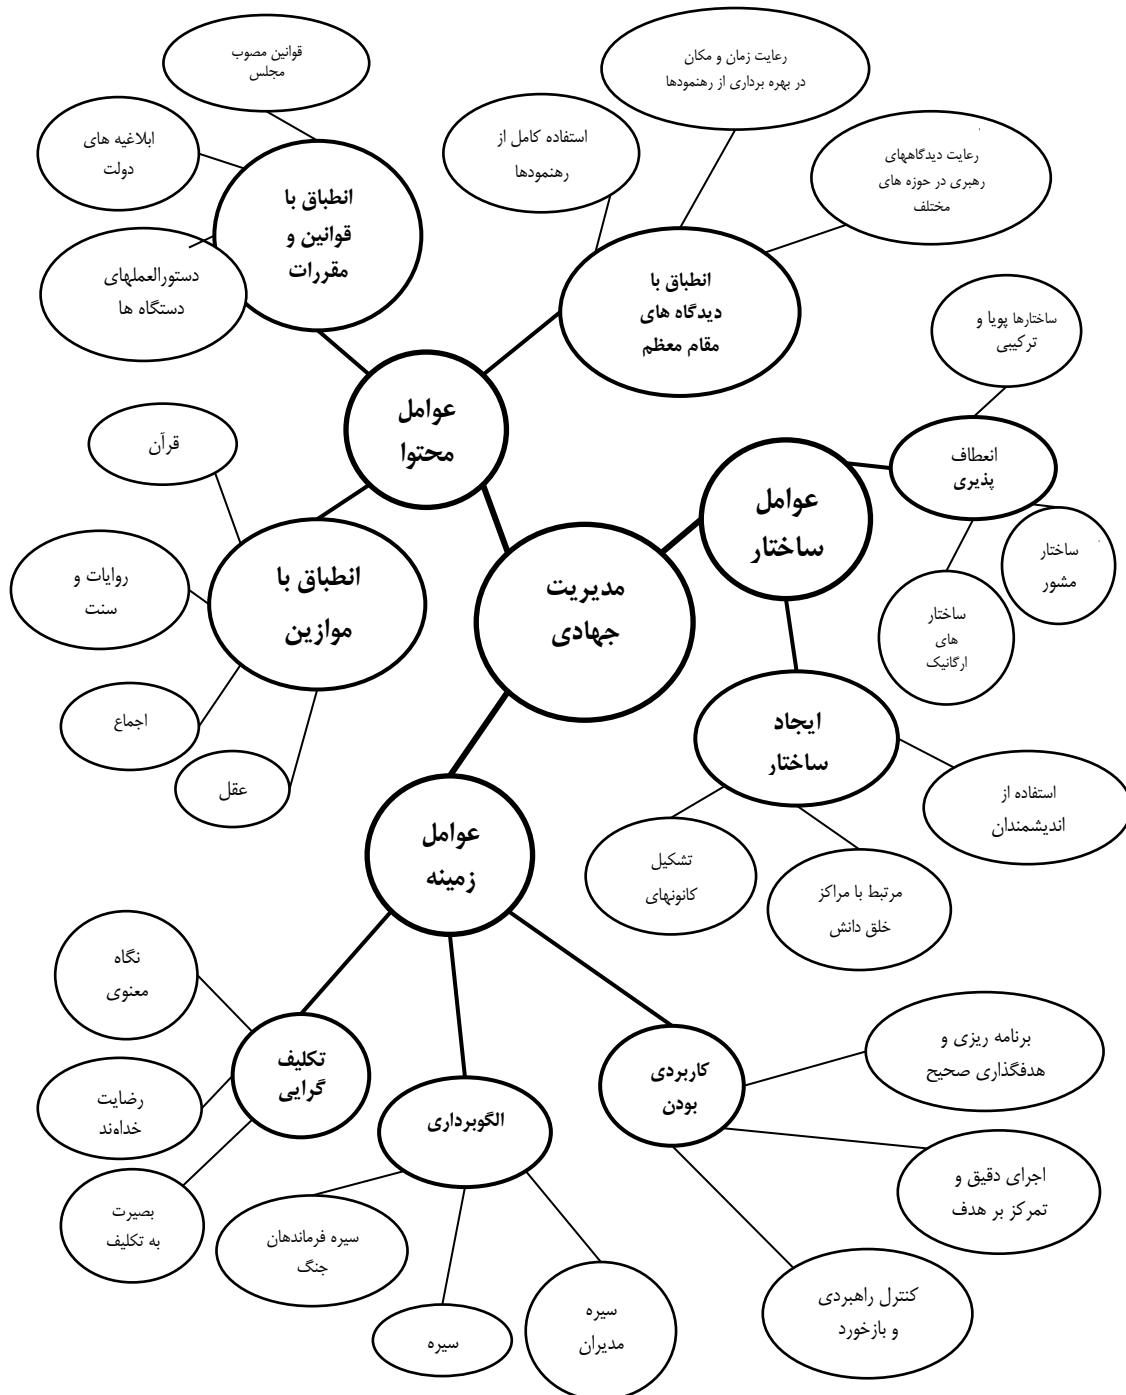 قوانین مصوب
مجلس
رعایت زمان و مکان
در بهره برداری از رهنمودها
ابلاغیه های
دولت
استفاده کامل از
رهنمودها
رعایت دیدگاههای
رهبری در حوزه های
مختلف
انطباق با
قوانین و
مقررات
دستورالعملهای
دستگاه ها
انطباق با
دیدگاه های
مقام معظم
ساختارها پویا و
ترکیبی
عوامل
محتوا
قرآن
انعطاف
پذیری
عوامل
ساختار
ساختار
مشور
روایات و
سنت
انطباق با
موازین
مدیریت
جهادی
ساختار
های
ارگانیک
اجماع
عقل
ایجاد
ساختار
استفاده از
اندیشمندان
عوامل
زمینه
تشکیل
کانونهای
مرتبط با مراکز
خلق دانش
نگاه
معنوی
تکلیف
گرایی
رضایت
خداوند
الگوبرداری
کاربردی
بودن
برنامه ریزی و
هدفگذاری صحیح
بصیرت
به تکلیف
سیره فرماندهان
جنگ
اجرای دقیق و
تمرکز بر هدف
سیره
سیره
مدیران
کنترل راهبردی
و بازخورد